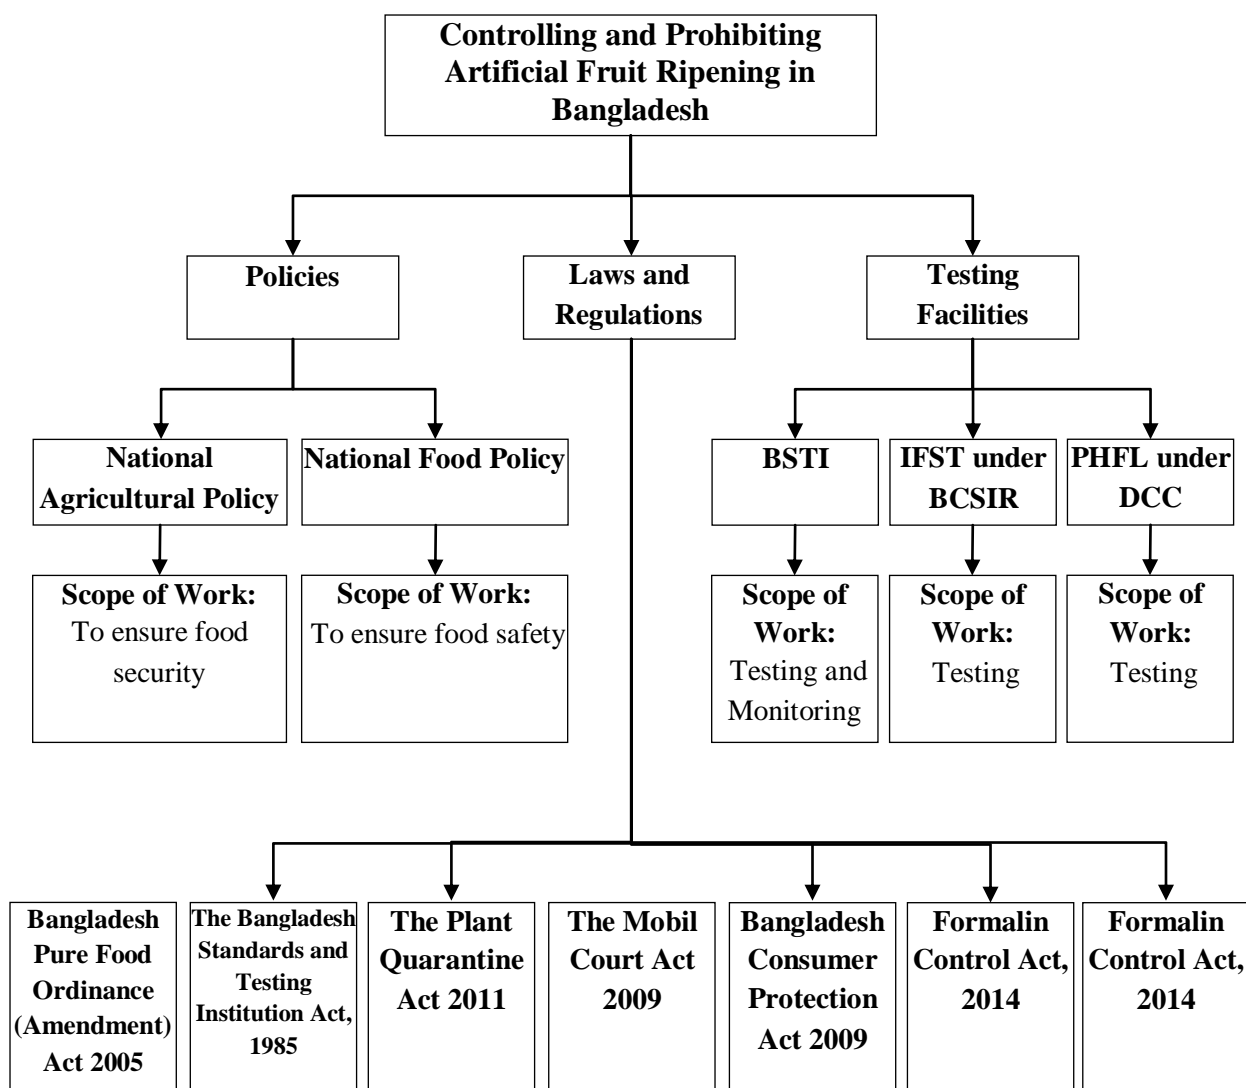 Controlling and Prohibiting
Artificial Fruit Ripening in
Bangladesh
Policies
Laws and
Regulations
Testing
Facilities
National
Agricultural Policy
National Food Policy
BSTI
IFST under
BCSIR
PHFL under
DCC
Scope of Work:
To ensure food
security
Scope of Work:
To ensure food safety
Scope of
Work:
Testing and
Monitoring
Scope of
Work:
Testing
Scope of
Work:
Testing
Bangladesh
Pure Food
Ordinance
(Amendment)
Act 2005
The Bangladesh
Standards and
Testing
Institution Act,
1985
The Plant
Quarantine
Act 2011
The Mobil
Court Act
2009
Bangladesh
Consumer
Protection
Act 2009
Formalin
Control Act,
2014
Formalin
Control Act,
2014